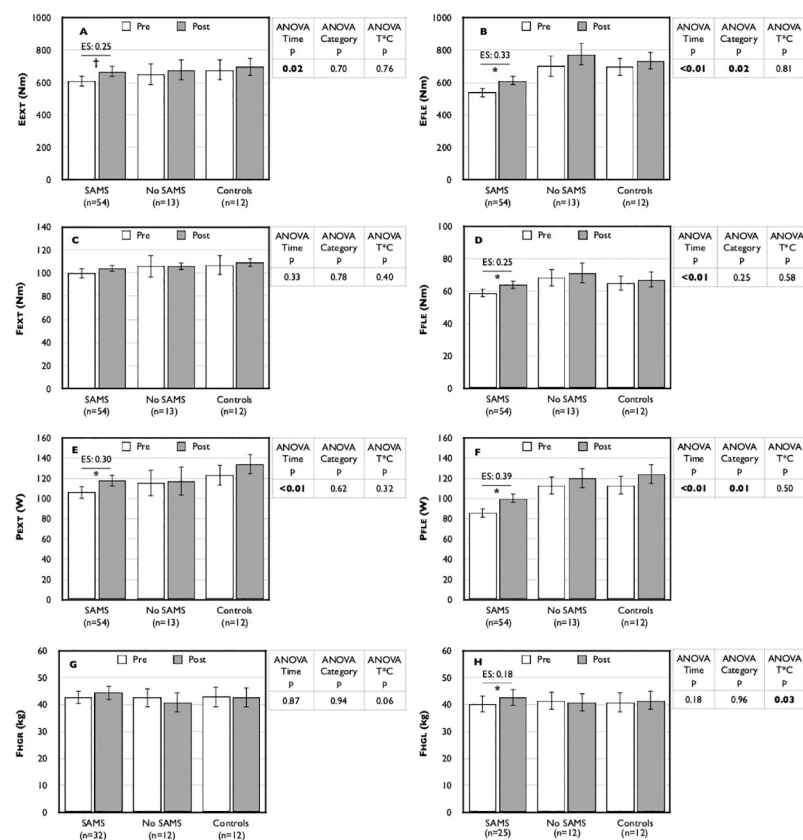 A
Pre Post
ES: 0.25
†
1000
800
600
400
200
0
EEXT (Nm)
SAMS No SAMS Controls
(n=54) (n=13) (n=12)
ANOVA ANOVA ANOVA
Time Category T*C
P P P
0.02 0.70 0.76
B
Pre Post
ES: 0.33
*
1000
800
600
400
200
0
EFLE (Nm)
SAMS No SAMS Controls
(n=54) (n=13) (n=12)
ANOVA ANOVA ANOVA
Time Category T*C
P P P
<0.01 0.02 0.81
C
Pre Post
140
120
100
80
60
40
20
0
FEXT (Nm)
SAMS No SAMS Controls
(n=54) (n=13) (n=12)
ANOVA ANOVA ANOVA
Time Category T*C
P P P
0.33 0.78 0.40
D
Pre Post
ES: 0.25
*
100
80
60
40
20
0
FFLE (Nm)
SAMS No SAMS Controls
(n=54) (n=13) (n=12)
ANOVA ANOVA ANOVA
Time Category T*C
P P P
<0.01 0.25 0.58
E
Pre Post
ES: 0.30
*
160
140
120
100
80
60
40
20
0
PEXT (W)
SAMS No SAMS Controls
(n=54) (n=13) (n=12)
ANOVA ANOVA ANOVA
Time Category T*C
P P P
<0.01 0.62 0.32
F
Pre Post
ES: 0.39
*
160
140
120
100
80
60
40
20
0
PFLE (W)
SAMS No SAMS Controls
(n=54) (n=13) (n=12)
ANOVA ANOVA ANOVA
Time Category T*C
P P P
<0.01 0.01 0.50
G
Pre Post
60
50
40
30
20
10
0
FHGR (kg)
SAMS No SAMS Controls
(n=32) (n=12) (n=12)
ANOVA ANOVA ANOVA
Time Category T*C
P P P
0.87 0.94 0.06
H
Pre Post
ES: 0.18
*
60
50
40
30
20
10
0
FHGL (kg)
SAMS No SAMS Controls
(n=25) (n=12) (n=12)
ANOVA ANOVA ANOVA
Time Category T*C
P P P
0.18 0.96 0.03